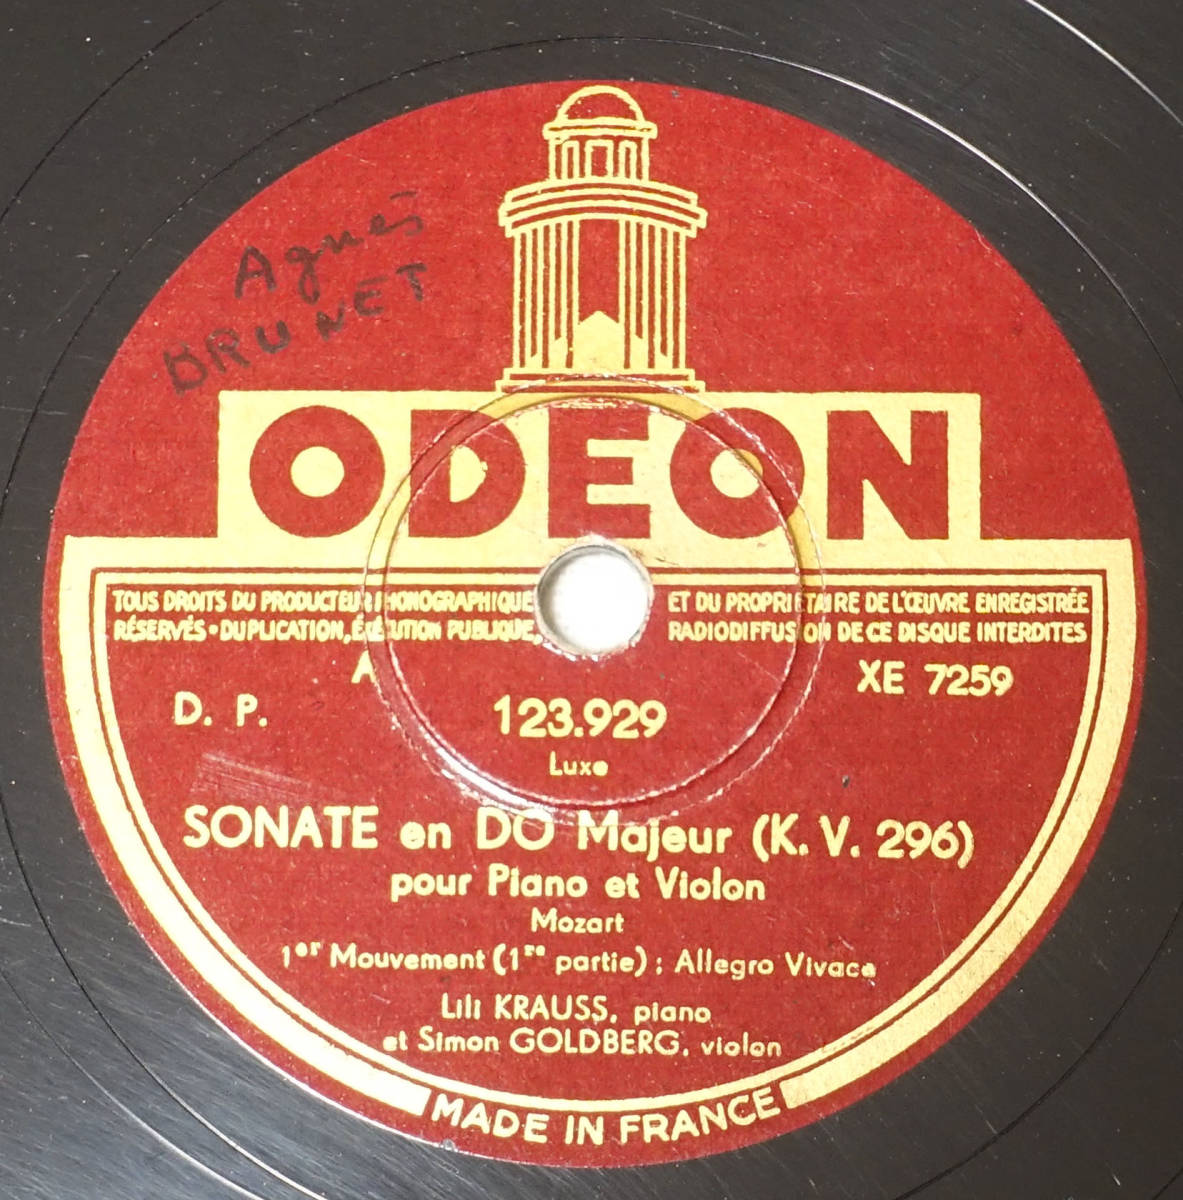 Agnès
BRUNET
ODEON
TOUS DROITS DU PRODUCTEUR PHONOGRAPHIQUE ET DU PROPRIÉTAIRE DE L'ŒUVRE ENREGISTRÉE
RÉSERVÉS • DUPLICATION, EXÉCUTION PUBLIQUE, RADIODIFFUSION DE CE DISQUE INTERDITES
A XE 7259
D. P. 123.929
Luxe
SONATE en DO Majeur (K. V. 296)
pour Piano et Violon
Mozart
1er Mouvement (1re partie) : Allegro Vivace
Lili KRAUSS, piano
et Simon GOLDBERG, violon
MADE IN FRANCE